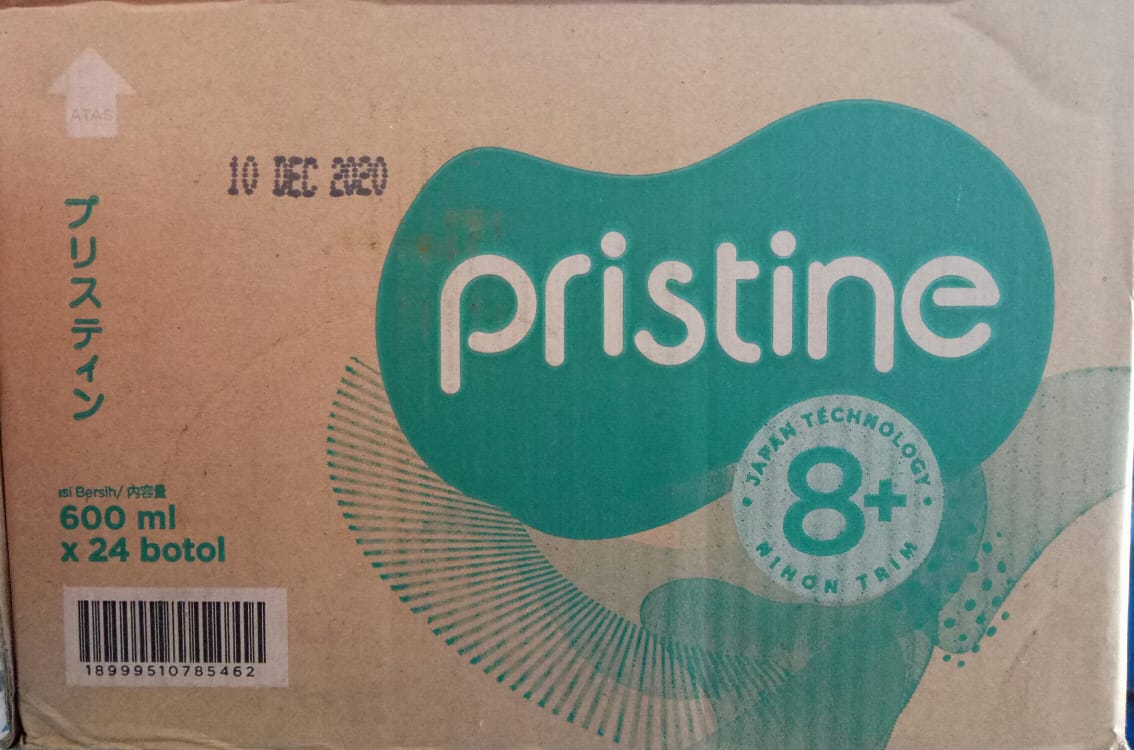 ATAS
10 DEC 2020
プリスティン
pristine
JAPAN TECHNOLOGY
8+
NIHON TRIM
Isi Bersih/ 内容量
600 ml
x 24 botol
18999510785462